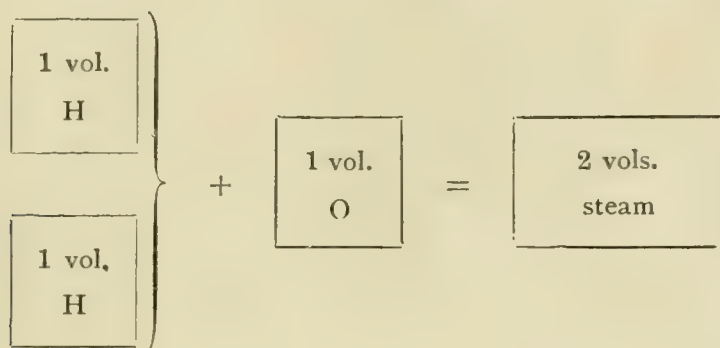 1 vol.
H
+
1 vol.
O
=
2 vols.
steam
1 vol.
H